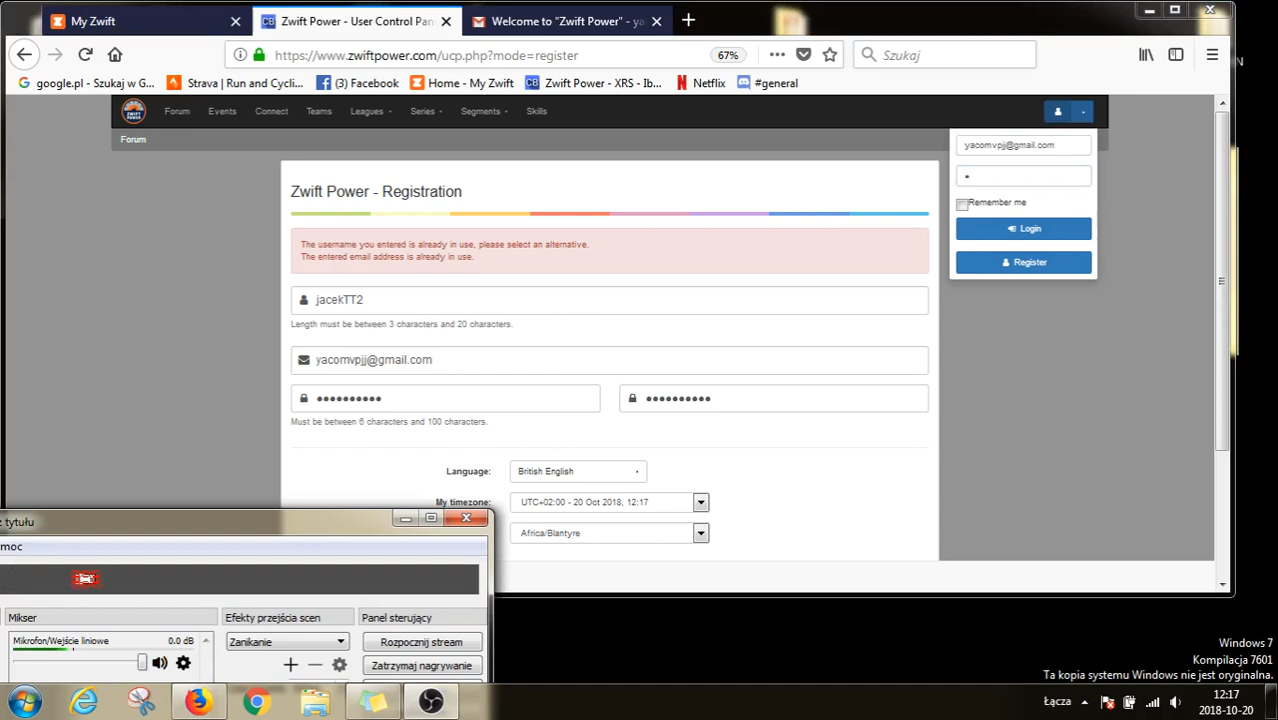 My Zwift
Zwift Power - User Control Pan
Welcome to "Zwift Power" - ya
https://www.zwiftpower.com/ucp.php?mode=register
67%
Szukaj
google.pl - Szukaj w G...
Strava | Run and Cycli...
(3) Facebook
Home - My Zwift
Zwift Power - XRS - Ib...
Netflix
#general
ZWIFT POWER
Forum
Events
Connect
Teams
Leagues
Series
Segments
Skills
Forum
yacomvpjj@gmail.com
Remember me
Login
Register
Zwift Power - Registration
The username you entered is already in use, please select an alternative.
The entered email address is already in use.
jacekTT2
Length must be between 3 characters and 20 characters.
yacomvpjj@gmail.com
Must be between 6 characters and 100 characters.
Language:
British English
My timezone:
UTC+02:00 - 20 Oct 2018, 12:17
Africa/Blantyre
z tytułu
moc
Mikser
Efekty przejścia scen
Panel sterujący
Mikrofon/Wejście liniowe
0.0 dB
Zanikanie
Rozpocznij stream
Zatrzymaj nagrywanie
Windows 7
Kompilacja 7601
Ta kopia systemu Windows nie jest oryginalna.
Łącza
12:17
2018-10-20